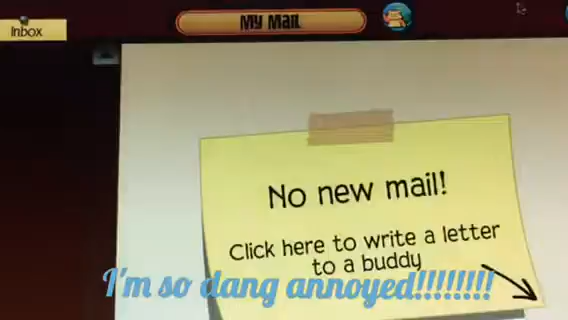 My Mail
Inbox
No new mail!
Click here to write a letter
to a buddy
I'm so dang annoyed!!!!!!!!